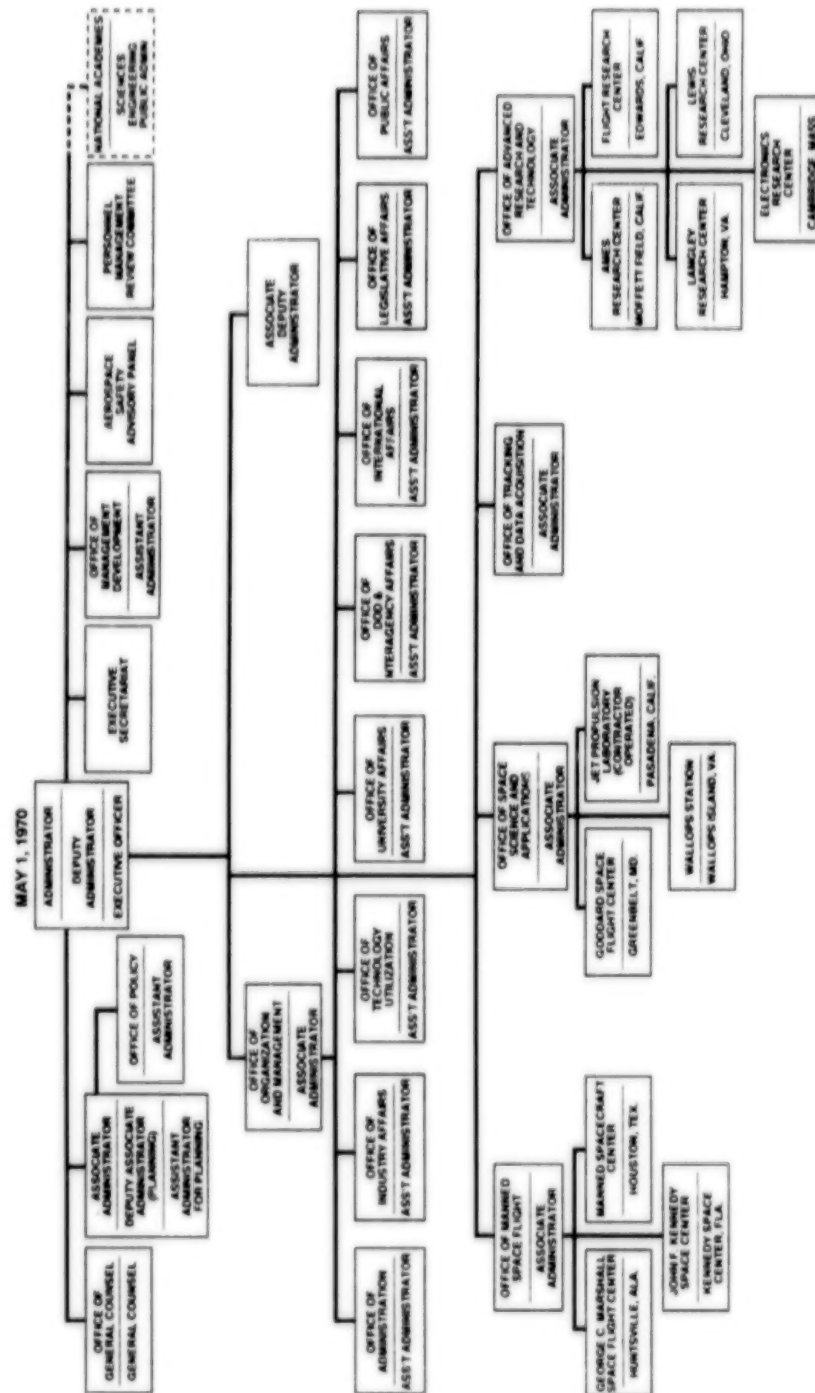 MAY 1, 1970
ADMINISTRATOR
DEPUTY
ADMINISTRATOR
EXECUTIVE OFFICER
OFFICE OF
GENERAL COUNSEL
GENERAL COUNSEL
ASSOCIATE
ADMINISTRATOR
DEPUTY ASSOCIATE
ADMINISTRATOR
(PLANNING)
ASSISTANT
ADMINISTRATOR
FOR PLANNING
OFFICE OF POLICY
ASSISTANT
ADMINISTRATOR
EXECUTIVE
SECRETARIAT
OFFICE OF
MANAGEMENT
DEVELOPMENT
ASSISTANT
ADMINISTRATOR
AEROSPACE
SAFETY
ADVISORY PANEL
PERSONNEL
MANAGEMENT
REVIEW COMMITTEE
NATIONAL ACADEMIES
SCIENCES
ENGINEERING
PUBLIC ADMIN
OFFICE OF
ORGANIZATION
AND MANAGEMENT
ASSOCIATE
ADMINISTRATOR
ASSOCIATE
DEPUTY
ADMINISTRATOR
OFFICE OF
ADMINISTRATION
ASS'T ADMINISTRATOR
OFFICE OF
INDUSTRY AFFAIRS
ASS'T ADMINISTRATOR
OFFICE OF
TECHNOLOGY
UTILIZATION
ASS'T ADMINISTRATOR
OFFICE OF
UNIVERSITY AFFAIRS
ASS'T ADMINISTRATOR
OFFICE OF
DOD &
INTERAGENCY AFFAIRS
ASS'T ADMINISTRATOR
OFFICE OF
INTERNATIONAL
AFFAIRS
ASS'T ADMINISTRATOR
OFFICE OF
LEGISLATIVE AFFAIRS
ASS'T ADMINISTRATOR
OFFICE OF
PUBLIC AFFAIRS
ASS'T ADMINISTRATOR
OFFICE OF MANNED
SPACE FLIGHT
ASSOCIATE
ADMINISTRATOR
GEORGE C. MARSHALL
SPACE FLIGHT CENTER
HUNTSVILLE, ALA.
MANNED SPACECRAFT
CENTER
HOUSTON, TEX.
JOHN F. KENNEDY
SPACE CENTER
KENNEDY SPACE
CENTER, FLA.
OFFICE OF SPACE
SCIENCE AND
APPLICATIONS
ASSOCIATE
ADMINISTRATOR
GODDARD SPACE
FLIGHT CENTER
GREENBELT, MD.
JET PROPULSION
LABORATORY
(CONTRACTOR
OPERATED)
PASADENA, CALIF.
WALLOPS STATION
WALLOPS ISLAND, VA.
OFFICE OF TRACKING
AND DATA ACQUISITION
ASSOCIATE
ADMINISTRATOR
OFFICE OF ADVANCED
RESEARCH AND
TECHNOLOGY
ASSOCIATE
ADMINISTRATOR
AMES
RESEARCH CENTER
MOFFETT FIELD, CALIF.
FLIGHT RESEARCH
CENTER
EDWARDS, CALIF
LANGLEY
RESEARCH CENTER
HAMPTON, VA.
LEWIS
RESEARCH CENTER
CLEVELAND, OHIO
ELECTRONICS
RESEARCH
CENTER
CAMBRIDGE, MASS.